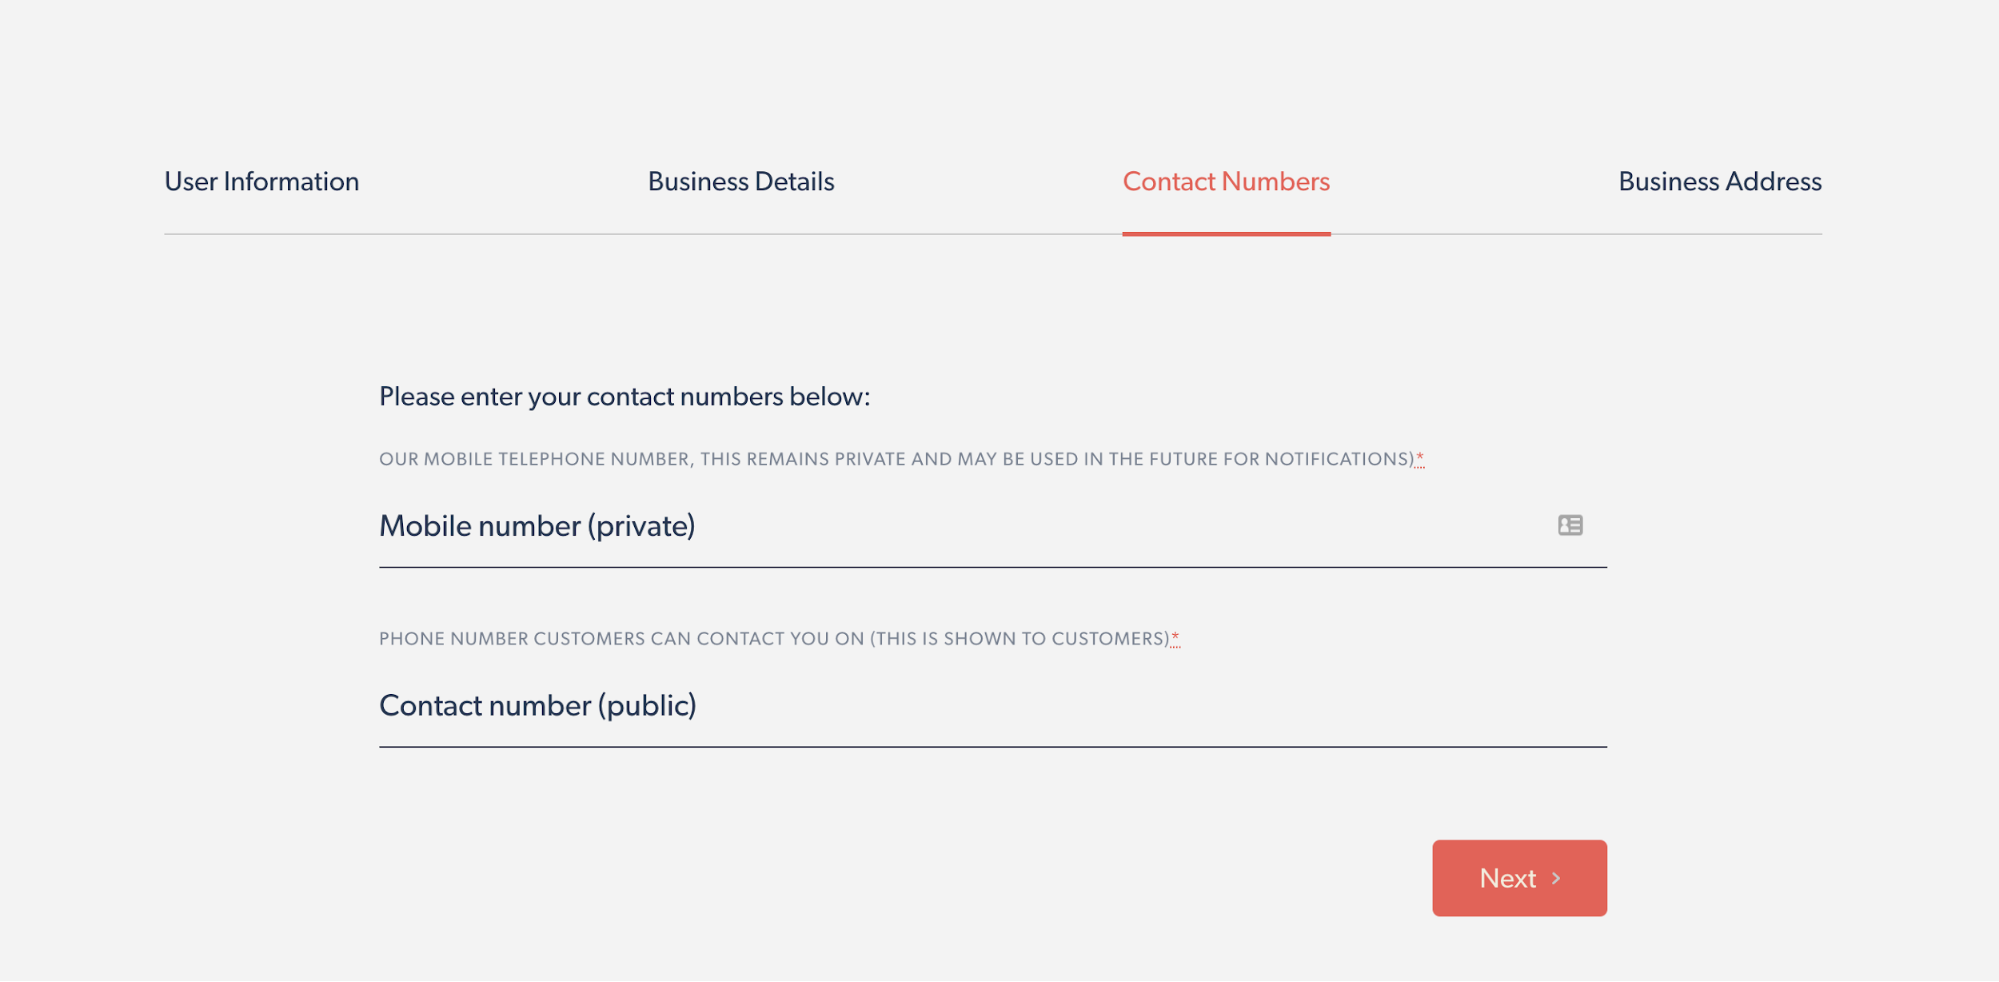 User Information
Business Details
Contact Numbers
Business Address
Please enter your contact numbers below:
OUR MOBILE TELEPHONE NUMBER, THIS REMAINS PRIVATE AND MAY BE USED IN THE FUTURE FOR NOTIFICATIONS)*
Mobile number (private)
PHONE NUMBER CUSTOMERS CAN CONTACT YOU ON (THIS IS SHOWN TO CUSTOMERS)*
Contact number (public)
Next